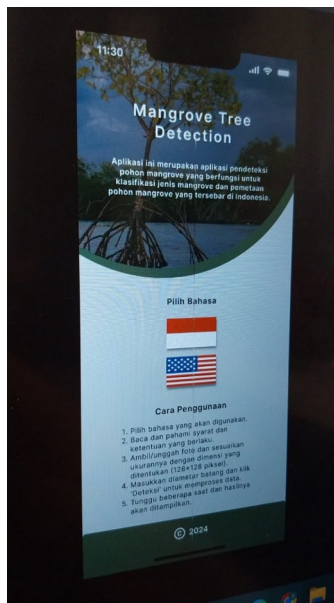 11:30
Mangrove Tree
Detection
Aplikasi ini merupakan aplikasi pendeteksi
pohon mangrove yang berfungsi untuk
klasifikasi jenis mangrove dan pemetaan
pohon mangrove yang tersebar di Indonesia.
Pilih Bahasa
Cara Penggunaan
1. Pilih bahasa yang akan digunakan.
2. Baca dan pahami syarat dan
ketentuan yang berlaku.
3. Ambil/unggah foto dan sesuaikan
ukurannya dengan dimensi yang
ditentukan (128x128 piksel).
4. Masukkan diameter batang dan klik
'Deteksi' untuk memproses data.
5. Tunggu beberapa saat dan hasilnya
akan ditampilkan.
© 2024